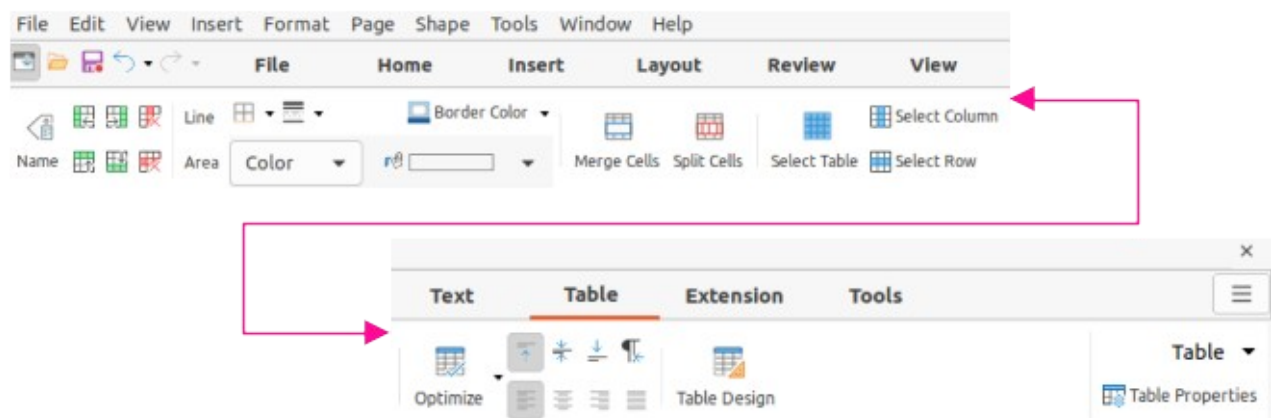 File Edit View Insert Format Page Shape Tools Window Help
File Home Insert Layout Review View
Line Border Color Select Column
Name Area Color Merge Cells Split Cells Select Table Select Row
Text Table Extension Tools
Table
Optimize Table Design Table Properties